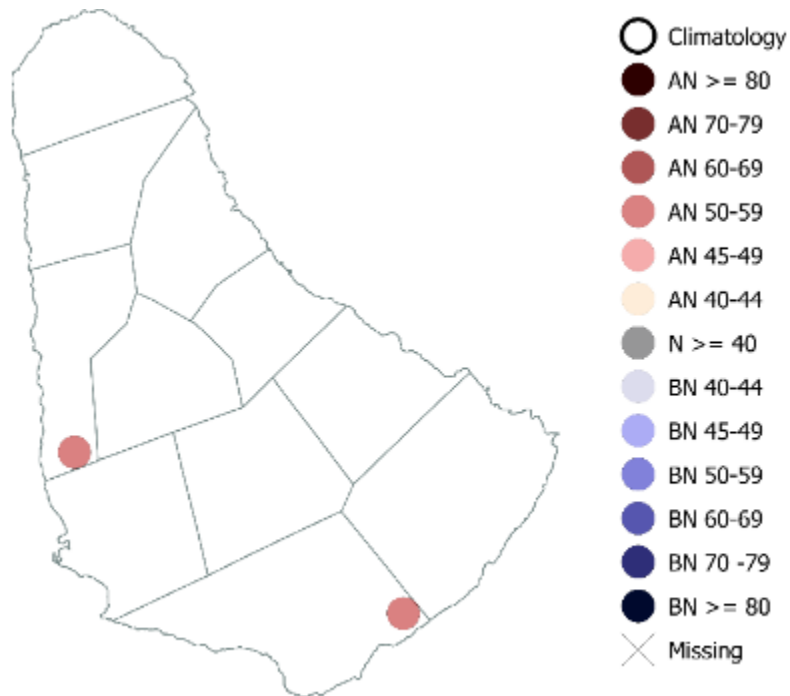 Climatology
AN >= 80
AN 70-79
AN 60-69
AN 50-59
AN 45-49
AN 40-44
N >= 40
BN 40-44
BN 45-49
BN 50-59
BN 60-69
BN 70 -79
BN >= 80
Missing